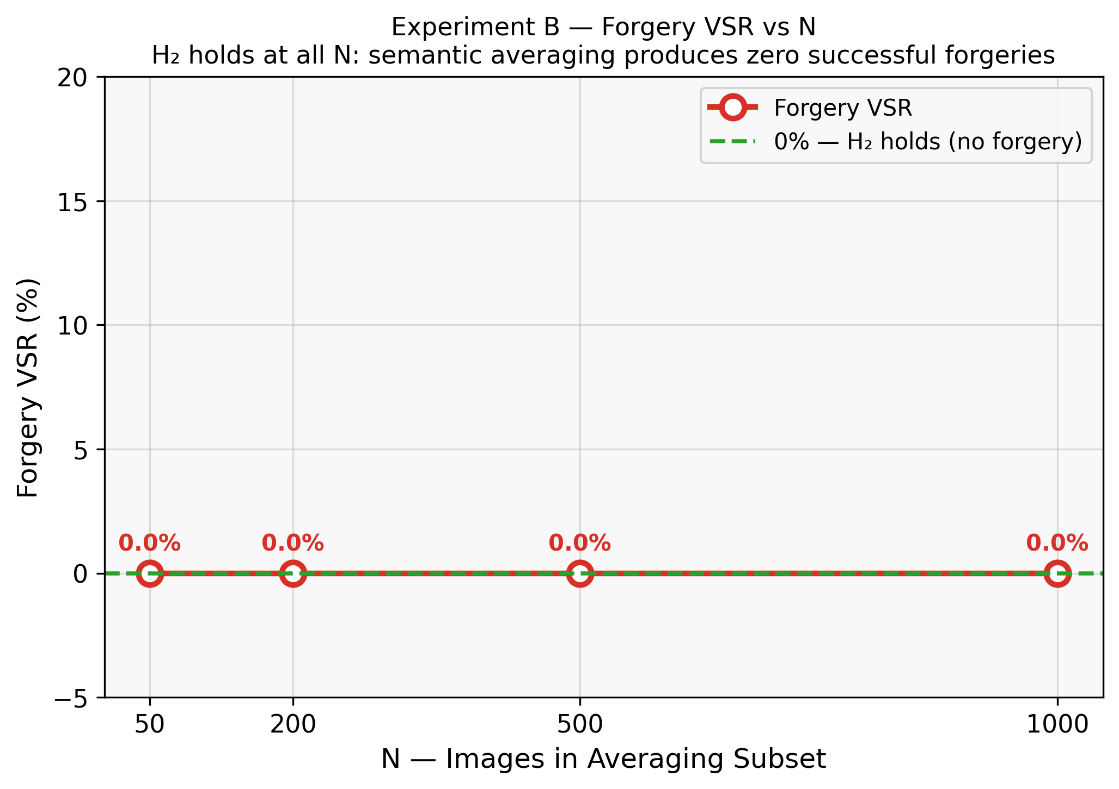 Experiment B — Forgery VSR vs N
H₂ holds at all N: semantic averaging produces zero successful forgeries
Forgery VSR
0% — H₂ holds (no forgery)
Forgery VSR (%)
20
15
10
5
0
−5
0.0%
0.0%
0.0%
0.0%
50
200
500
1000
N — Images in Averaging Subset